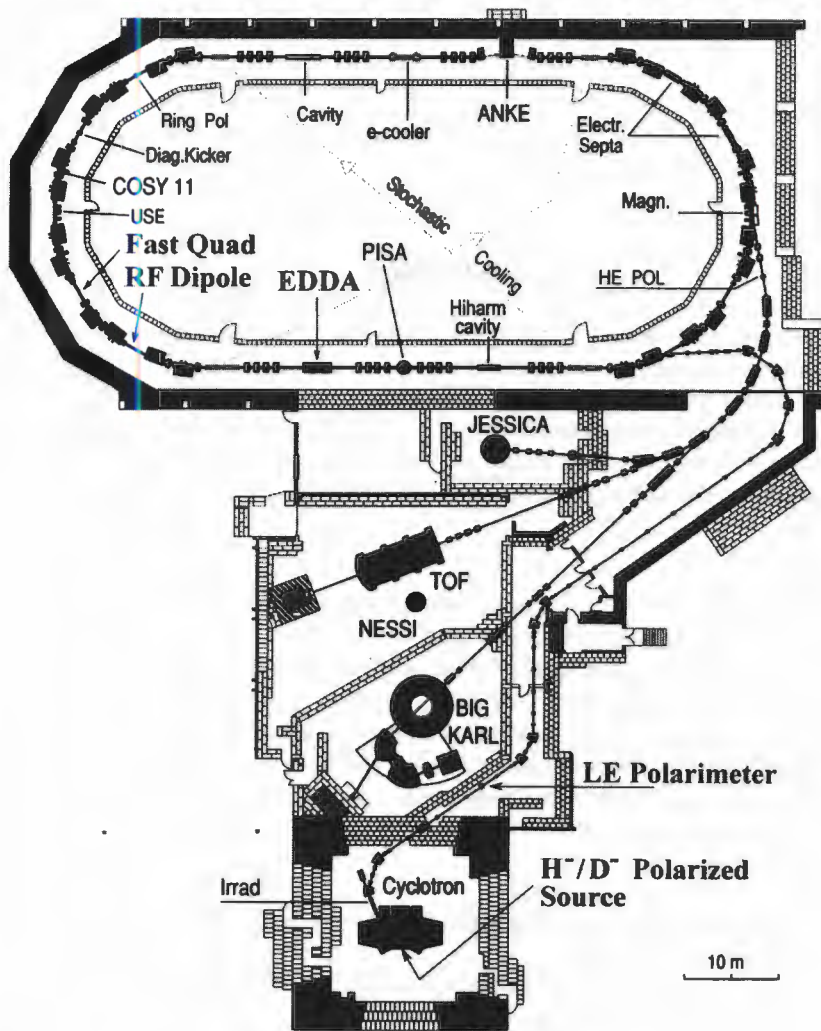 Ring Pol
Cavity
e-cooler
ANKE
Electr.
Septa
Diag.Kicker
COSY 11
USE
Stochastic
Cooling
Magn.
Fast Quad
RF Dipole
EDDA
PISA
Hiharm
cavity
HE POL
JESSICA
TOF
NESSI
BIG
KARL
LE Polarimeter
Irrad
Cyclotron
H⁻/D⁻ Polarized
Source
10 m